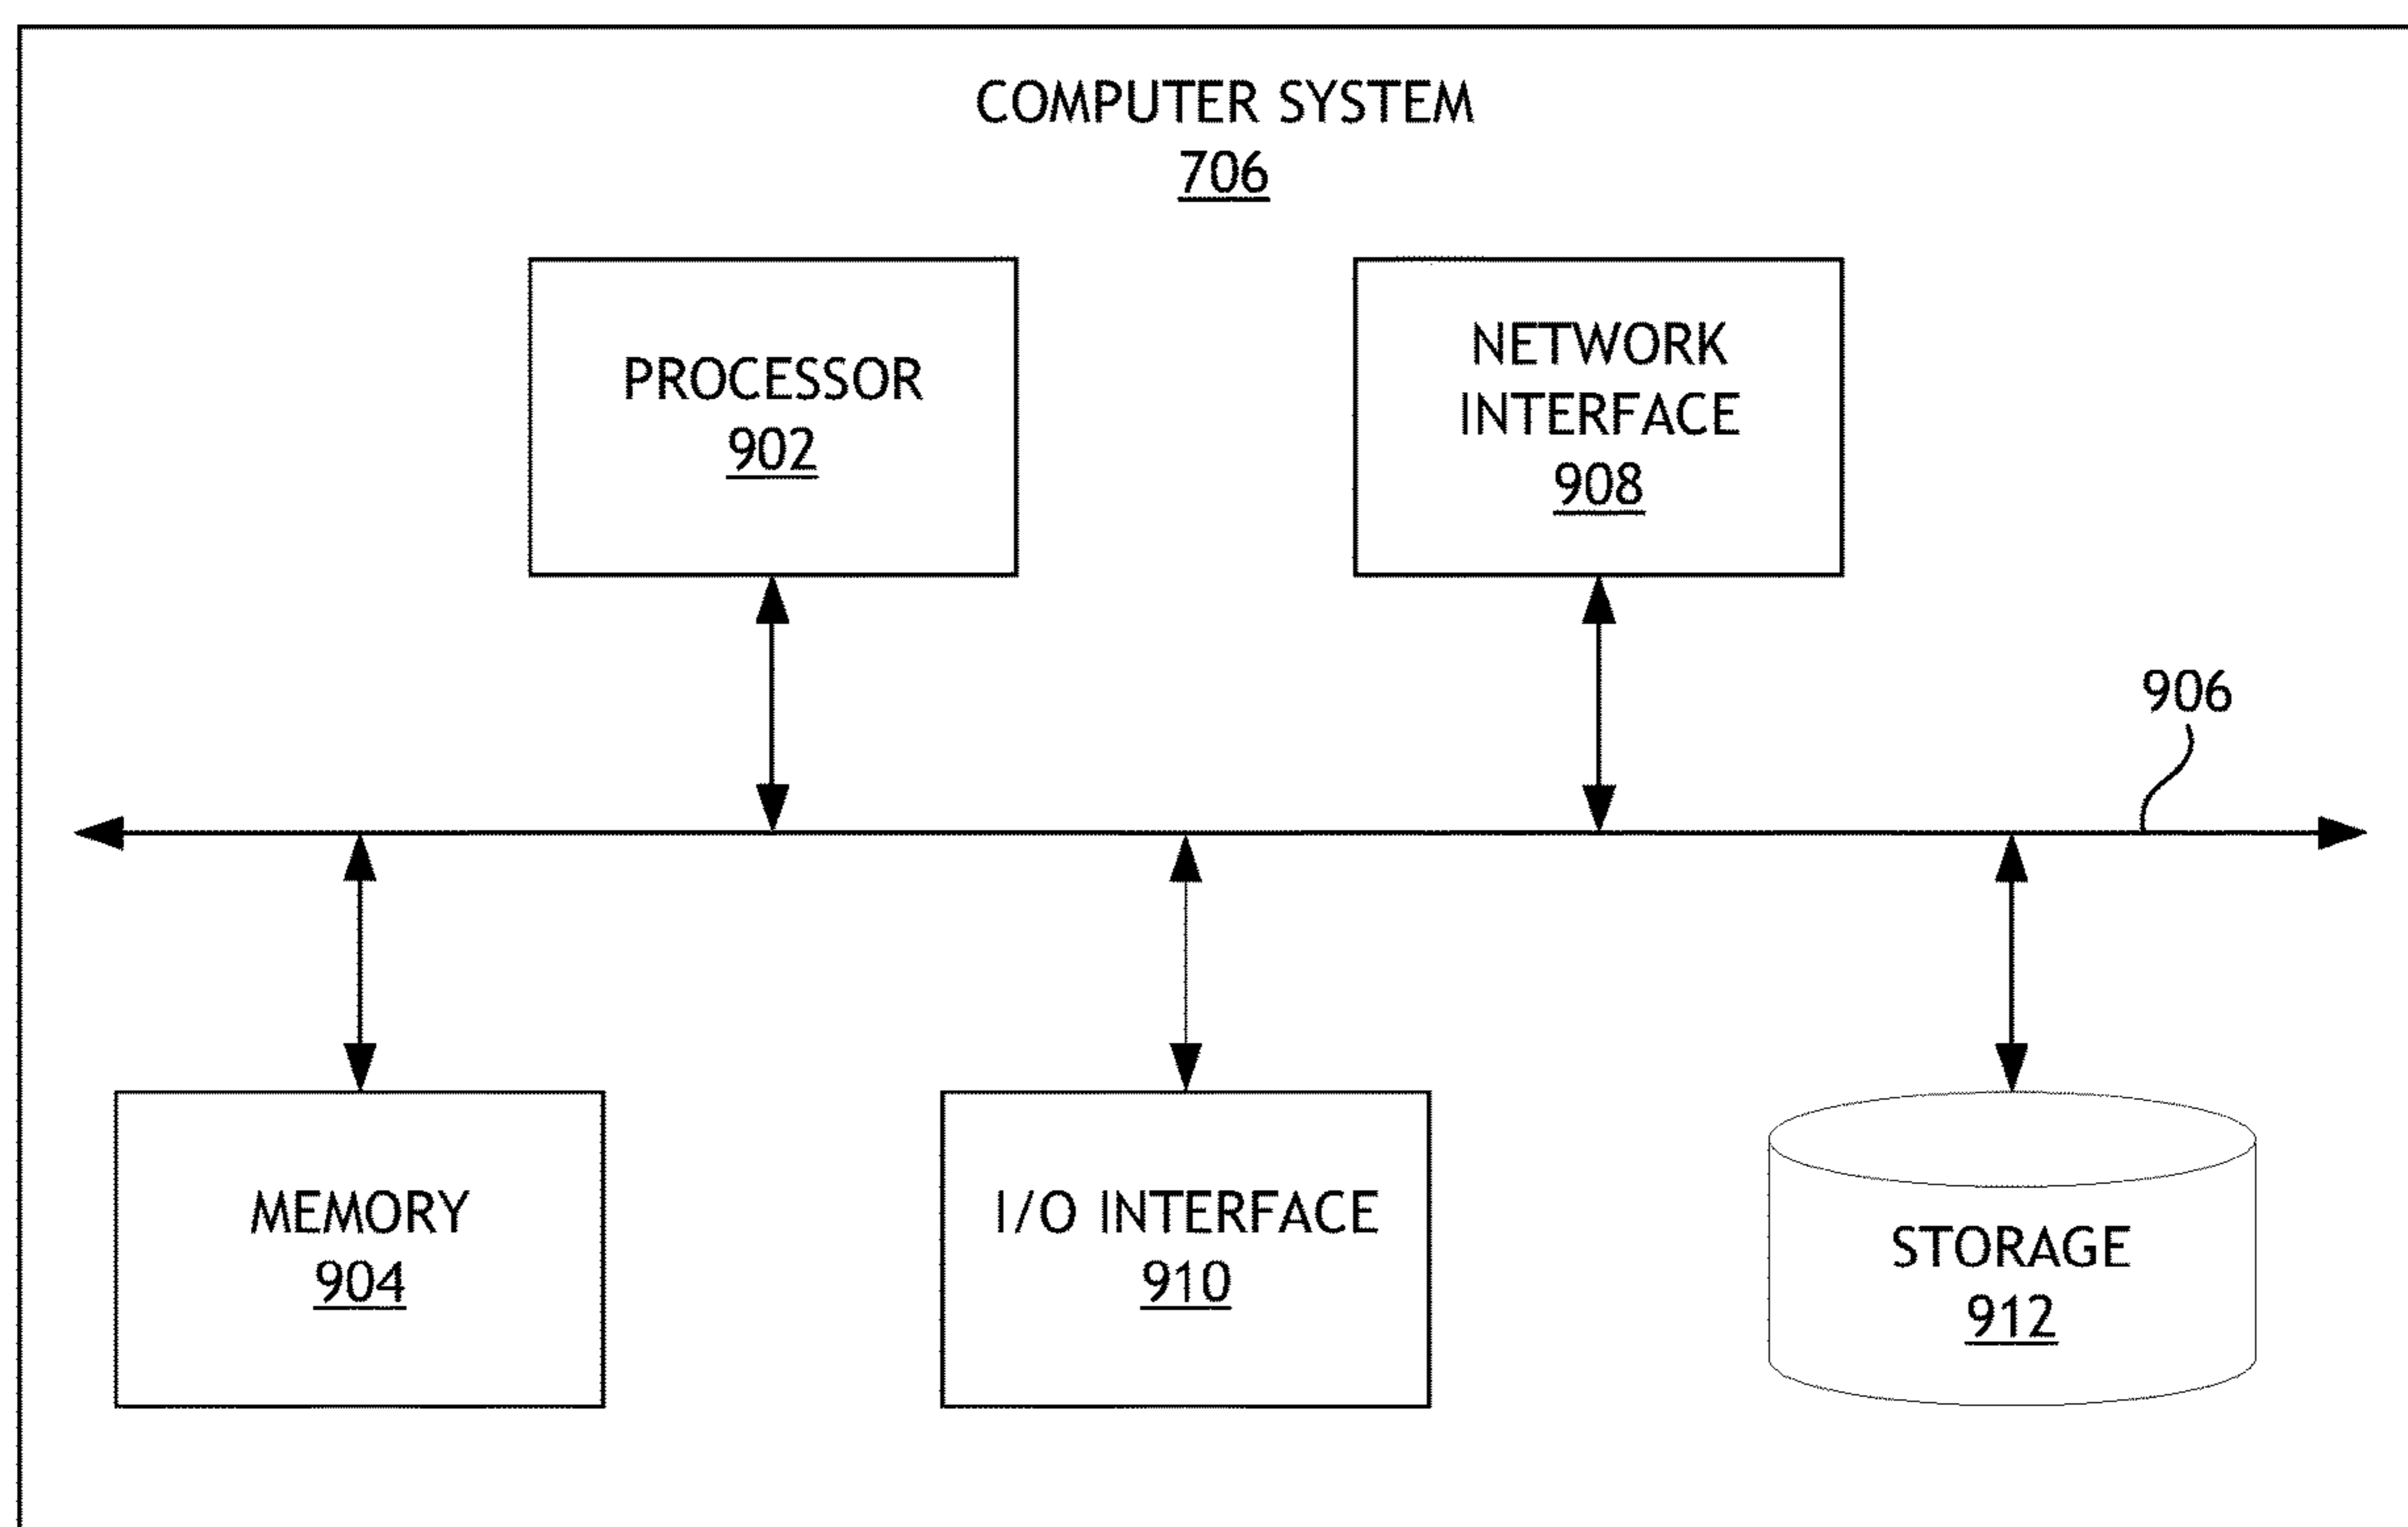 COMPUTER SYSTEM
706
PROCESSOR
902
NETWORK
INTERFACE
908
906
MEMORY
904
I/O INTERFACE
910
STORAGE
912